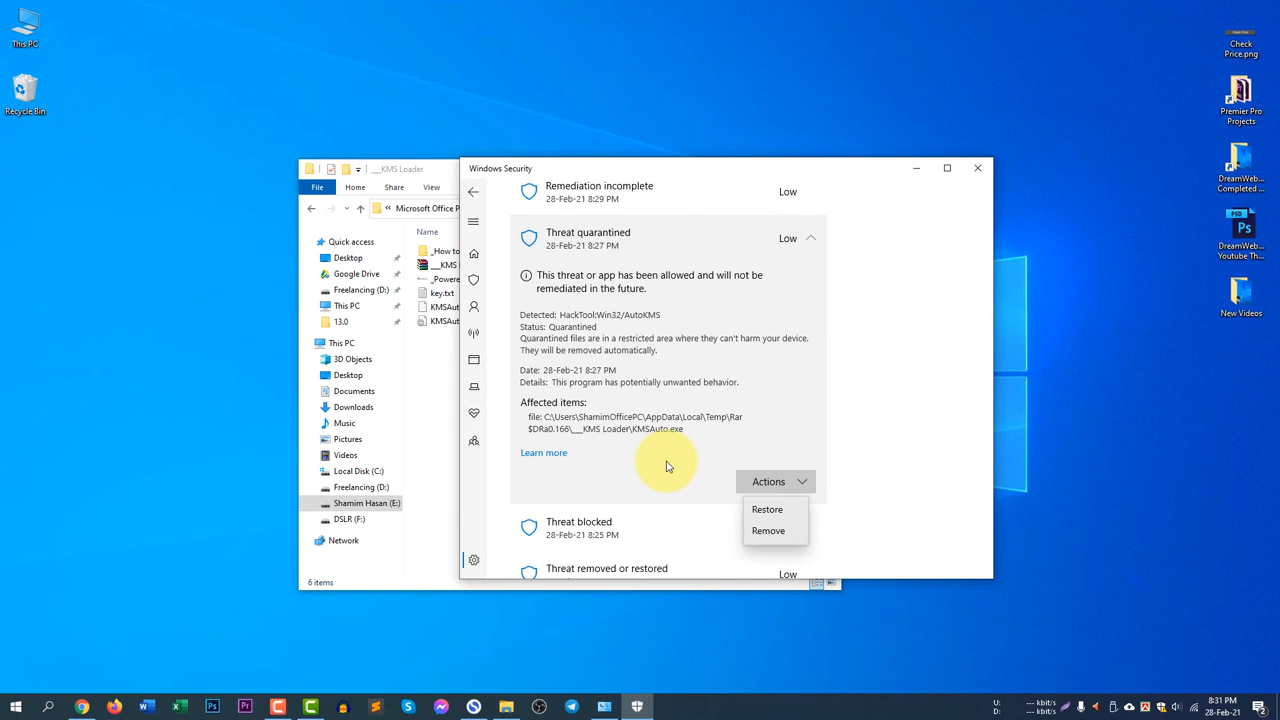 This PC
Recycle Bin
Check
Price.png
Premier Pro
Projects
DreamWeb...
Completed ...
PSD
Ps
DreamWeb...
Youtube Th...
New Videos
___KMS Loader
File
Home
Share
View
« Microsoft Office P
Name
Quick access
Desktop
Google Drive
Freelancing (D:)
This PC
13.0
This PC
3D Objects
Desktop
Documents
Downloads
Music
Pictures
Videos
Local Disk (C:)
Freelancing (D:)
Shamim Hasan (E:)
DSLR (F:)
Network
_How to
___KMS
_Powere
key.txt
KMSAut
KMSAut
6 items
Windows Security
Remediation incomplete
28-Feb-21 8:29 PM
Low
Threat quarantined
28-Feb-21 8:27 PM
Low
This threat or app has been allowed and will not be
remediated in the future.
Detected: HackTool:Win32/AutoKMS
Status: Quarantined
Quarantined files are in a restricted area where they can't harm your device.
They will be removed automatically.
Date: 28-Feb-21 8:27 PM
Details: This program has potentially unwanted behavior.
Affected items:
file: C:\Users\ShamimOfficePC\AppData\Local\Temp\Rar
$DRa0.166\___KMS Loader\KMSAuto.exe
Learn more
Actions
Restore
Remove
Threat blocked
28-Feb-21 8:25 PM
Threat removed or restored
Low
U: --- kbit/s
D: --- kbit/s
8:31 PM
28-Feb-21